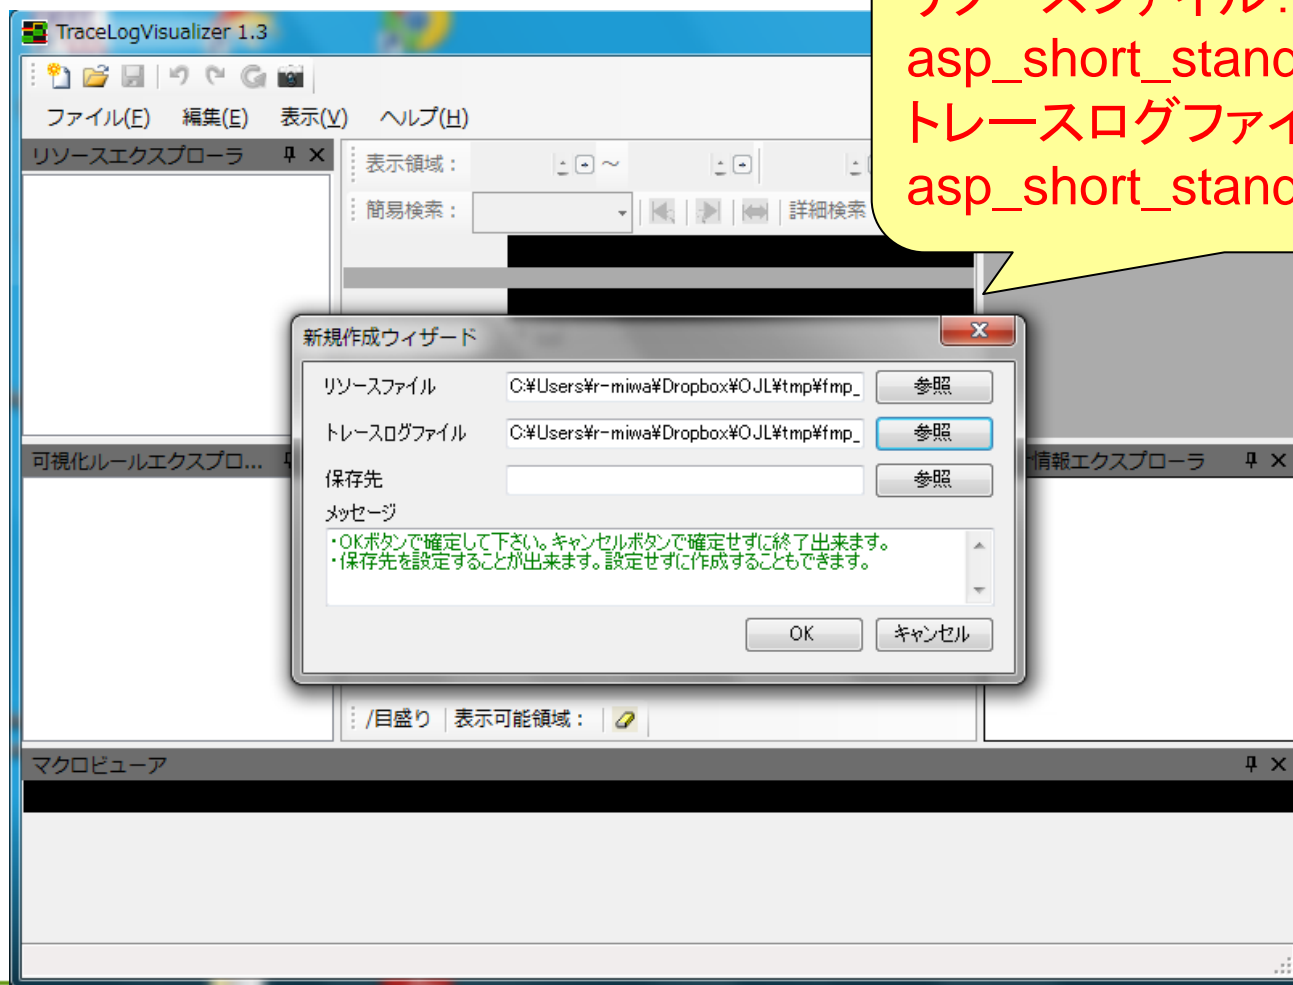 TraceLogVisualizer 1.3
リソースファイル:
asp_short_stand
トレースログファイ
asp_short_stand
ファイル(F) 編集(E) 表示(V) ヘルプ(H)
リソースエクスプローラ
表示領域: ~
簡易検索: 詳細検索
新規作成ウィザード
リソースファイル C:¥Users¥r-miwa¥Dropbox¥OJL¥tmp¥fmp_ 参照
トレースログファイル C:¥Users¥r-miwa¥Dropbox¥OJL¥tmp¥fmp_ 参照
保存先 参照
メッセージ
・OKボタンで確定して下さい。キャンセルボタンで確定せずに終了出来ます。
・保存先を設定することが出来ます。設定せずに作成することもできます。
OK キャンセル
可視化ルールエクスプロ...
情報エクスプローラ
/目盛り 表示可能領域:
マクロビューア